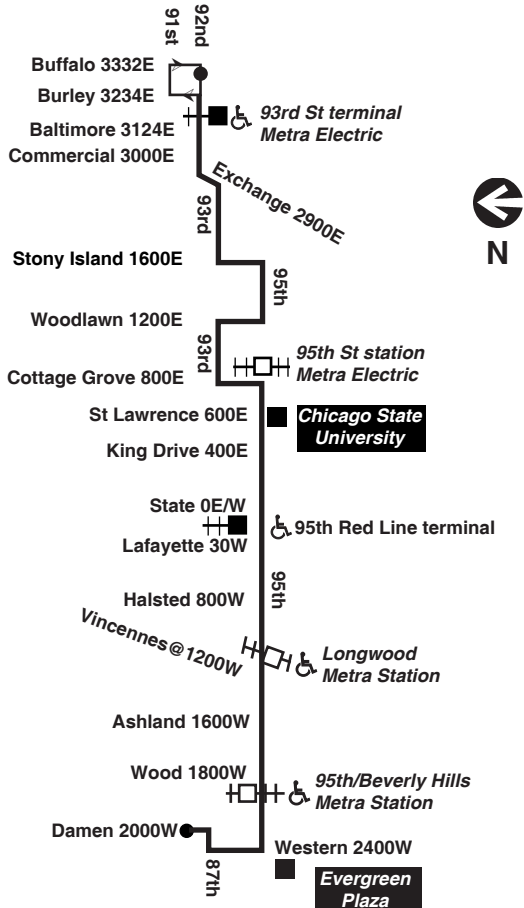 91st
92nd
Buffalo 3332E
Burley 3234E
93rd St terminal
Metra Electric
Baltimore 3124E
Commercial 3000E
Exchange 2900E
93rd
N
Stony Island 1600E
95th
Woodlawn 1200E
93rd
95th St station
Metra Electric
Cottage Grove 800E
St Lawrence 600E
Chicago State
University
King Drive 400E
State 0E/W
95th Red Line terminal
Lafayette 30W
95th
Halsted 800W
Vincennes@1200W
Longwood
Metra Station
Ashland 1600W
Wood 1800W
95th/Beverly Hills
Metra Station
Damen 2000W
87th
Western 2400W
Evergreen
Plaza